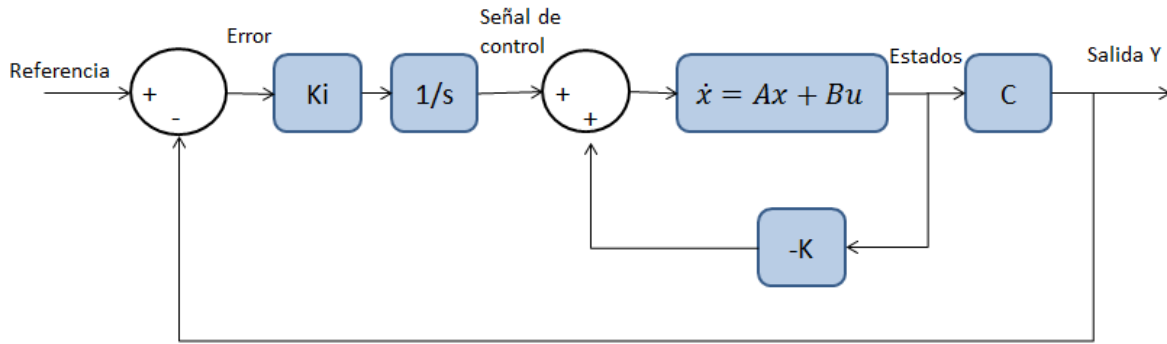 Referencia
+
-
Error
Ki
1/s
Señal de
control
+
+
ẋ = Ax + Bu
Estados
C
Salida Y
-K